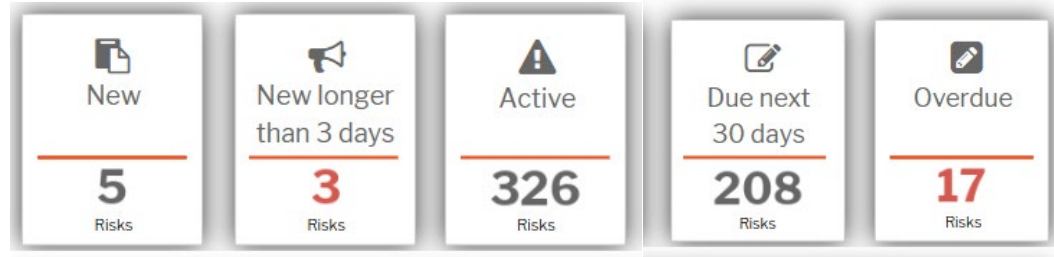 New
5
Risks
New longer
than 3 days
3
Risks
Active
326
Risks
Due next
30 days
208
Risks
Overdue
17
Risks